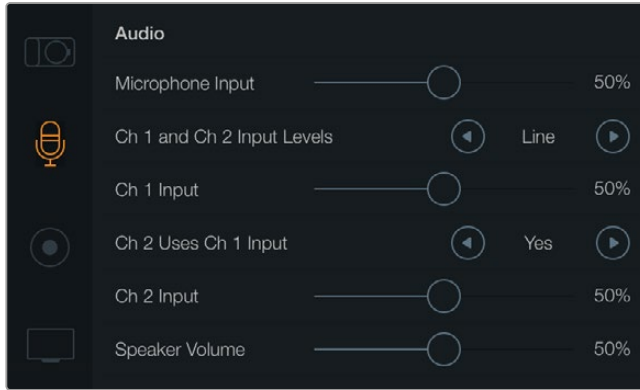 Audio
Microphone Input 50%
Ch 1 and Ch 2 Input Levels Line
Ch 1 Input 50%
Ch 2 Uses Ch 1 Input Yes
Ch 2 Input 50%
Speaker Volume 50%